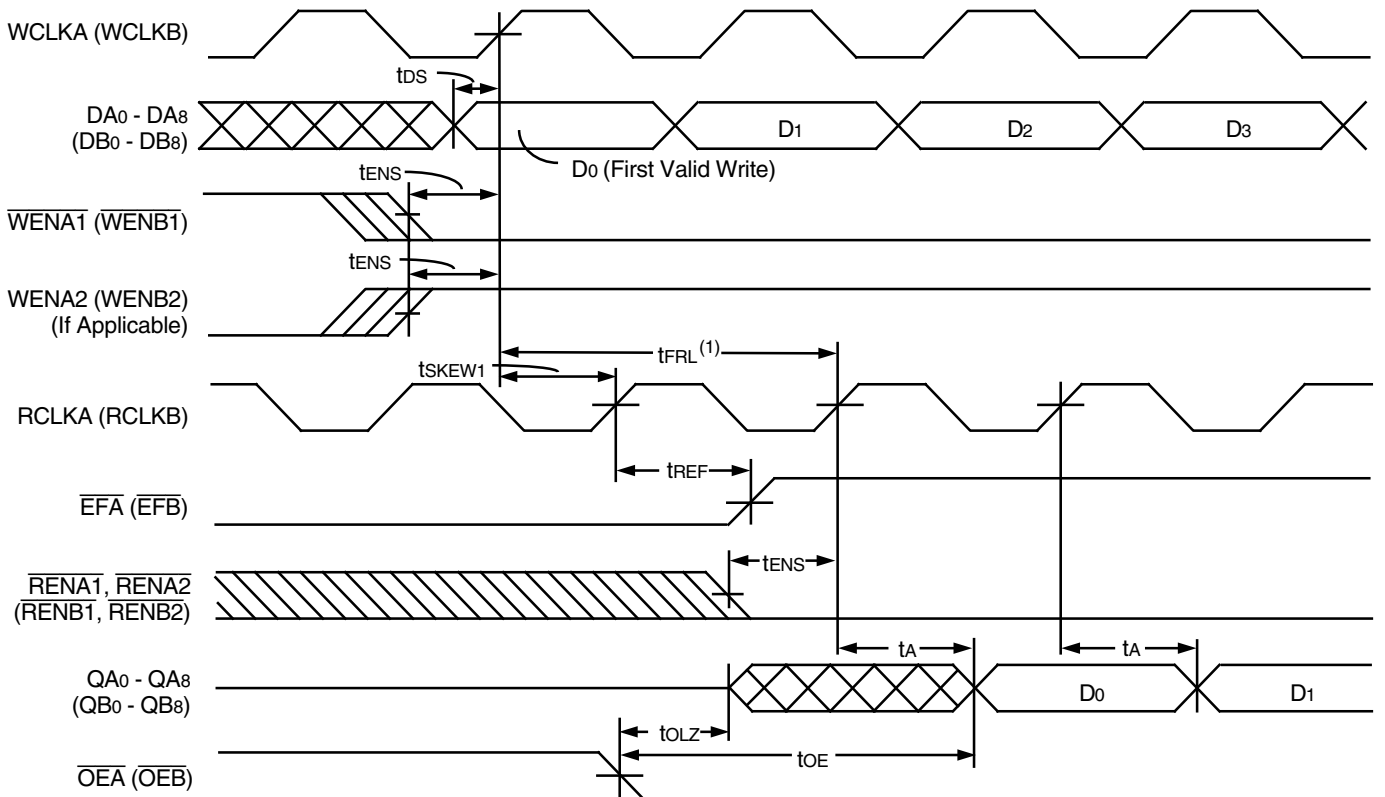 WCLKA (WCLKB)
tDS
DA0 - DA8
(DB0 - DB8)
D1
D2
D3
D0 (First Valid Write)
tENS
WENA1 (WENB1)
tENS
WENA2 (WENB2)
(If Applicable)
tFRL(1)
tSKEW1
RCLKA (RCLKB)
tREF
EFA (EFB)
tENS
RENA1, RENA2
(RENB1, RENB2)
tA
tA
QA0 - QA8
(QB0 - QB8)
D0
D1
tOLZ
tOE
OEA (OEB)